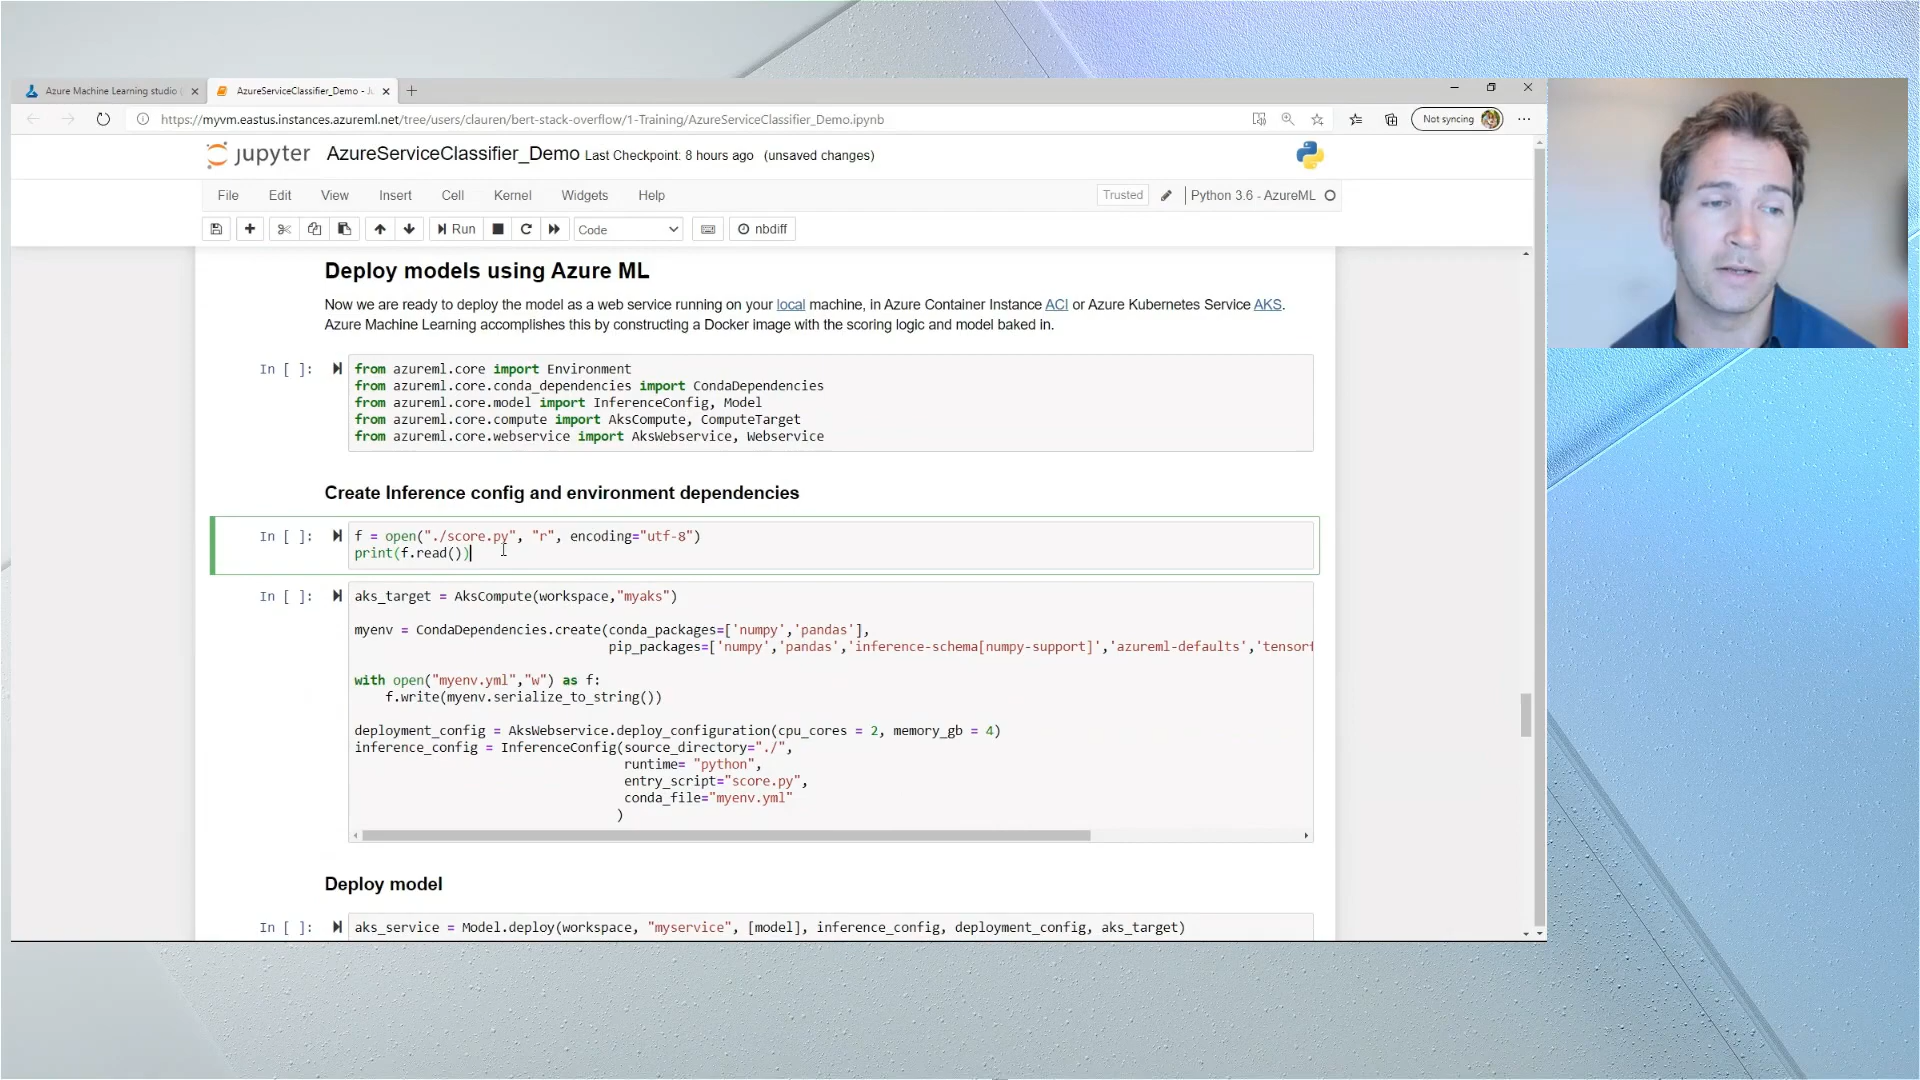 Azure Machine Learning studio
AzureServiceClassifier_Demo - Ju
https://myvm.eastus.instances.azureml.net/tree/users/clauren/bert-stack-overflow/1-Training/AzureServiceClassifier_Demo.ipynb
Not syncing
jupyter AzureServiceClassifier_Demo Last Checkpoint: 8 hours ago (unsaved changes)
File Edit View Insert Cell Kernel Widgets Help Trusted Python 3.6 - AzureML
Run Code nbdiff
Deploy models using Azure ML
Now we are ready to deploy the model as a web service running on your local machine, in Azure Container Instance ACI or Azure Kubernetes Service AKS.
Azure Machine Learning accomplishes this by constructing a Docker image with the scoring logic and model baked in.
In [ ]: from azureml.core import Environment
from azureml.core.conda_dependencies import CondaDependencies
from azureml.core.model import InferenceConfig, Model
from azureml.core.compute import AksCompute, ComputeTarget
from azureml.core.webservice import AksWebservice, Webservice
Create Inference config and environment dependencies
In [ ]: f = open("./score.py", "r", encoding="utf-8")
print(f.read())
In [ ]: aks_target = AksCompute(workspace,"myaks")
myenv = CondaDependencies.create(conda_packages=['numpy','pandas'],
pip_packages=['numpy','pandas','inference-schema[numpy-support]','azureml-defaults','tensorf
with open("myenv.yml","w") as f:
f.write(myenv.serialize_to_string())
deployment_config = AksWebservice.deploy_configuration(cpu_cores = 2, memory_gb = 4)
inference_config = InferenceConfig(source_directory="./",
runtime= "python",
entry_script="score.py",
conda_file="myenv.yml"
)
Deploy model
In [ ]: aks_service = Model.deploy(workspace, "myservice", [model], inference_config, deployment_config, aks_target)